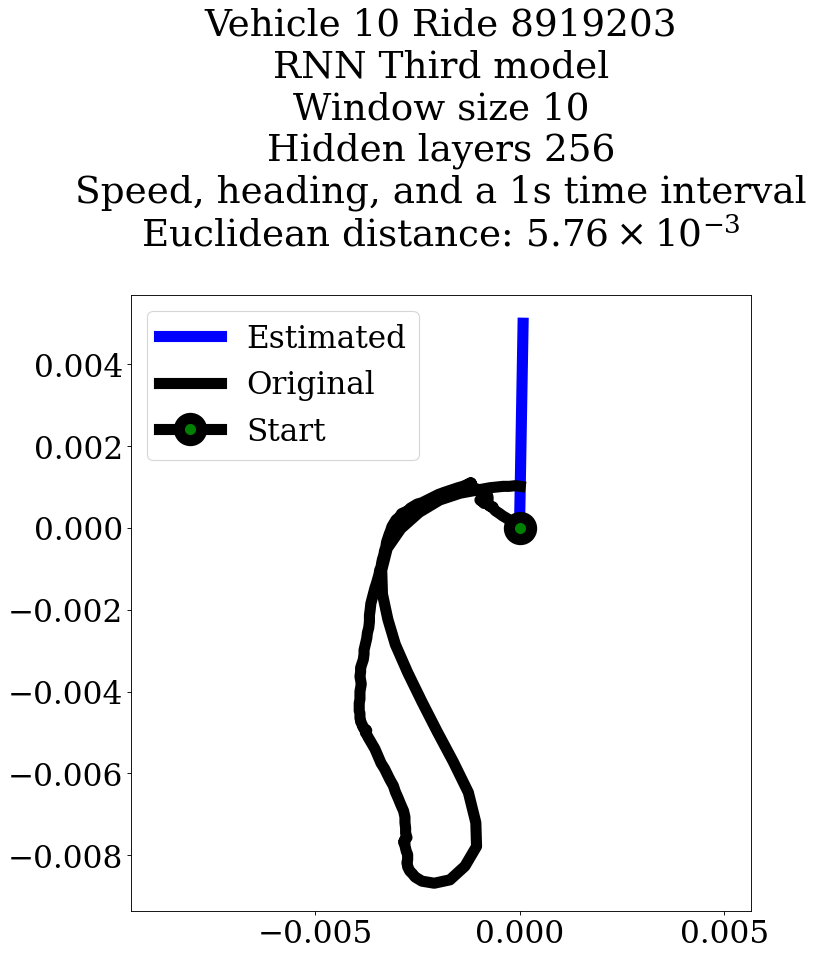 Vehicle 10 Ride 8919203
RNN Third model
Window size 10
Hidden layers 256
Speed, heading, and a 1s time interval
Euclidean distance: 5.76 × 10⁻³
Estimated
Original
Start
0.004
0.002
0.000
−0.002
−0.004
−0.006
−0.008
−0.005
0.000
0.005